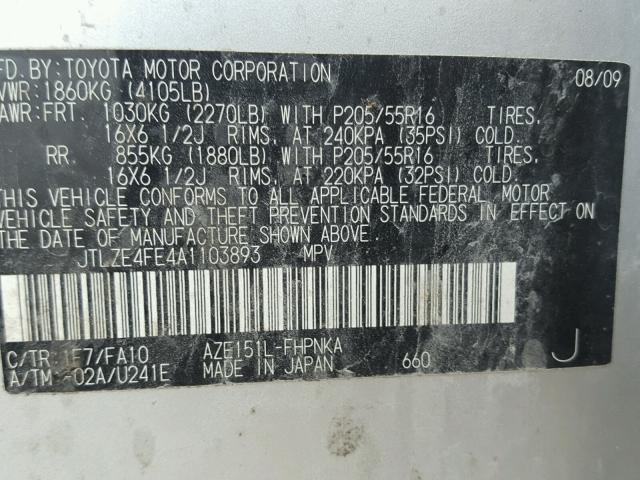 FD.BY:TOYOTA MOTOR CORPORATION 08/09
VWR:1860KG (4105LB)
AWR:FRT. 1030KG (2270LB) WITH P205/55R16 TIRES,
16X6 1/2J RIMS, AT 240KPA (35PSI) COLD.
RR. 855KG (1880LB) WITH P205/55R16 TIRES,
16X6 1/2J RIMS, AT 220KPA (32PSI) COLD.
THIS VEHICLE CONFORMS TO ALL APPLICABLE FEDERAL MOTOR
VEHICLE SAFETY AND THEFT PREVENTION STANDARDS IN EFFECT ON
THE DATE OF MANUFACTURE SHOWN ABOVE.
JTLZE4FE4A1103893 MPV
C/TR:1F7/FA10 AZE151L-FHPNKA
A/TM:-02A/U241E MADE IN JAPAN 660 J